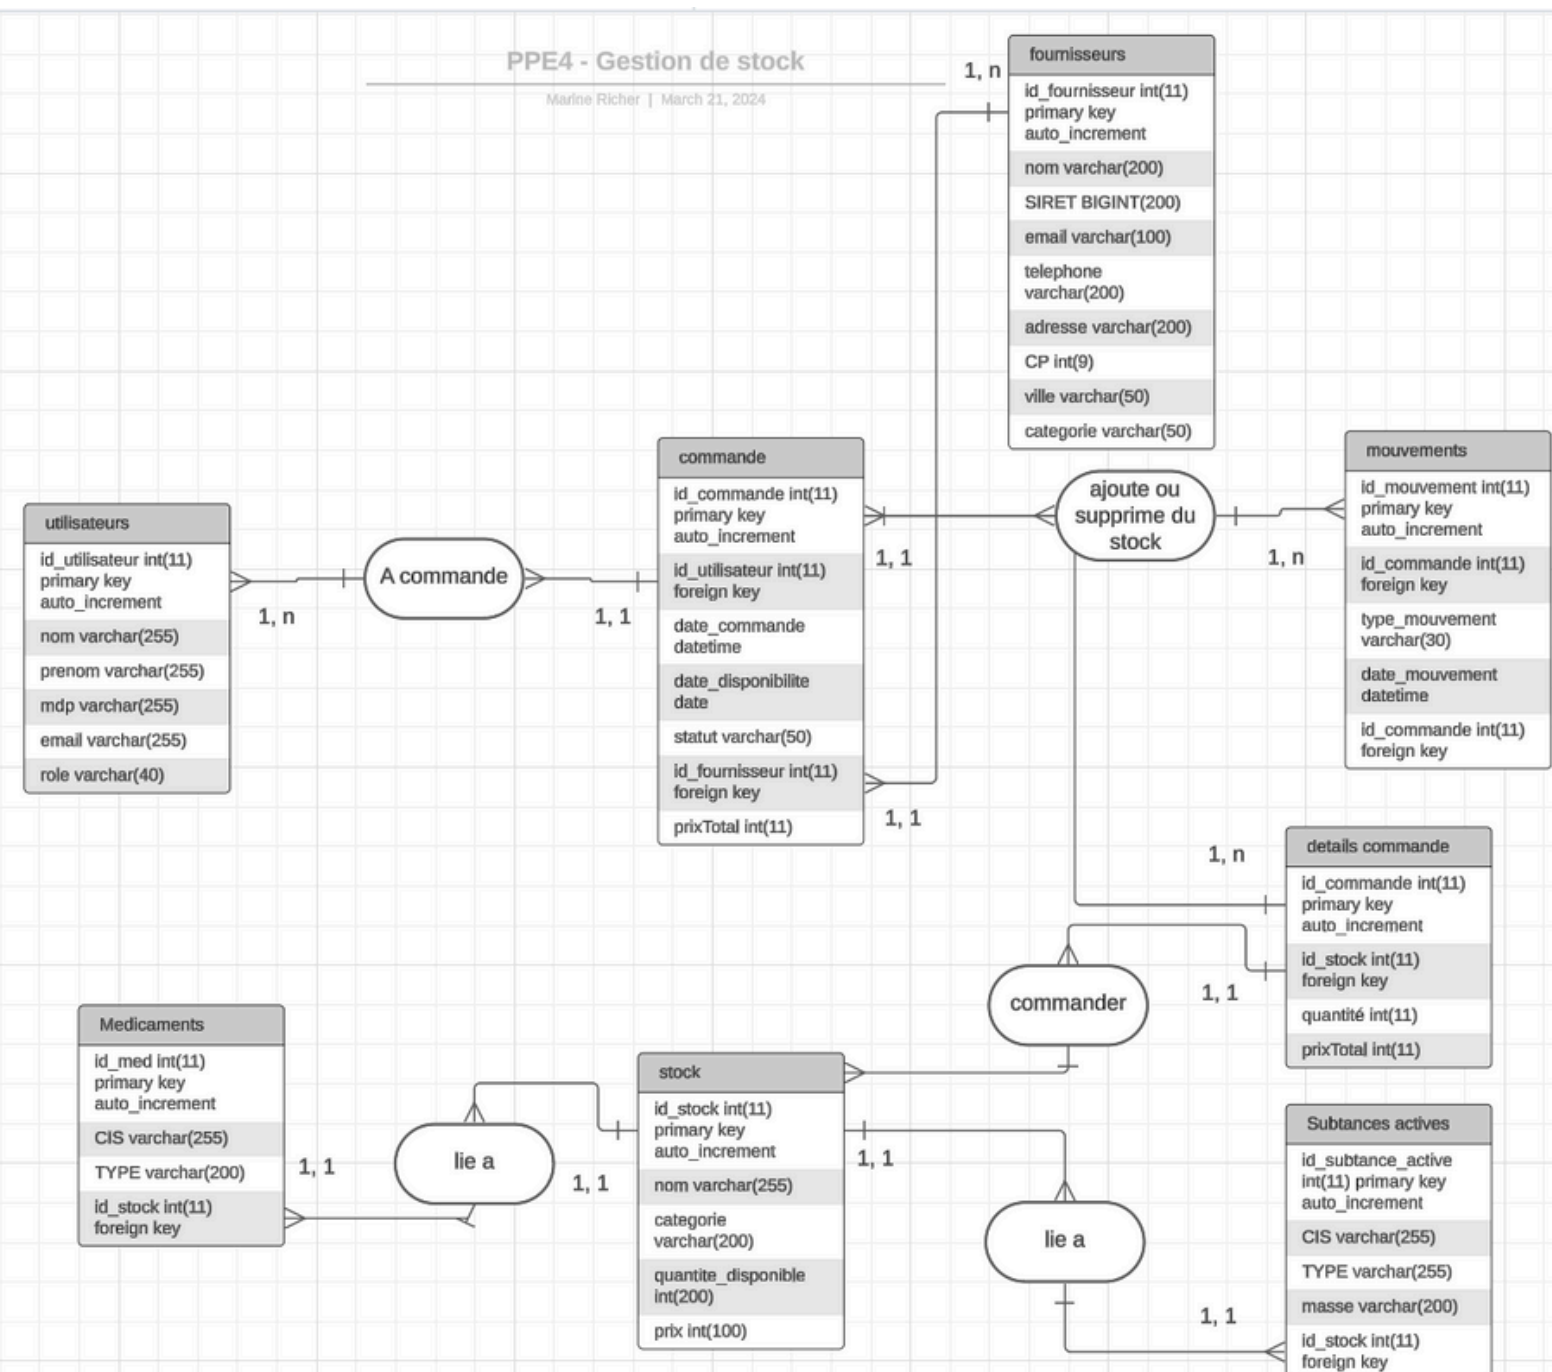 PPE4 - Gestion de stock
Marine Richer | March 21, 2024
1, n
fournisseurs
id_fournisseur int(11)
primary key
auto_increment
nom varchar(200)
SIRET BIGINT(200)
email varchar(100)
telephone
varchar(200)
adresse varchar(200)
CP int(9)
ville varchar(50)
categorie varchar(50)
utilisateurs
id_utilisateur int(11)
primary key
auto_increment
nom varchar(255)
prenom varchar(255)
mdp varchar(255)
email varchar(255)
role varchar(40)
1, n
A commande
1, 1
commande
id_commande int(11)
primary key
auto_increment
id_utilisateur int(11)
foreign key
date_commande
datetime
date_disponibilite
date
statut varchar(50)
id_fournisseur int(11)
foreign key
prixTotal int(11)
1, 1
1, 1
ajoute ou
supprime du
stock
1, n
mouvements
id_mouvement int(11)
primary key
auto_increment
id_commande int(11)
foreign key
type_mouvement
varchar(30)
date_mouvement
datetime
id_commande int(11)
foreign key
1, n
details commande
id_commande int(11)
primary key
auto_increment
id_stock int(11)
foreign key
quantité int(11)
prixTotal int(11)
commander
1, 1
Medicaments
id_med int(11)
primary key
auto_increment
CIS varchar(255)
TYPE varchar(200)
id_stock int(11)
foreign key
1, 1
lie a
1, 1
stock
id_stock int(11)
primary key
auto_increment
nom varchar(255)
categorie
varchar(200)
quantite_disponible
int(200)
prix int(100)
1, 1
lie a
1, 1
Subtances actives
id_subtance_active
int(11) primary key
auto_increment
CIS varchar(255)
TYPE varchar(255)
masse varchar(200)
id_stock int(11)
foreign key